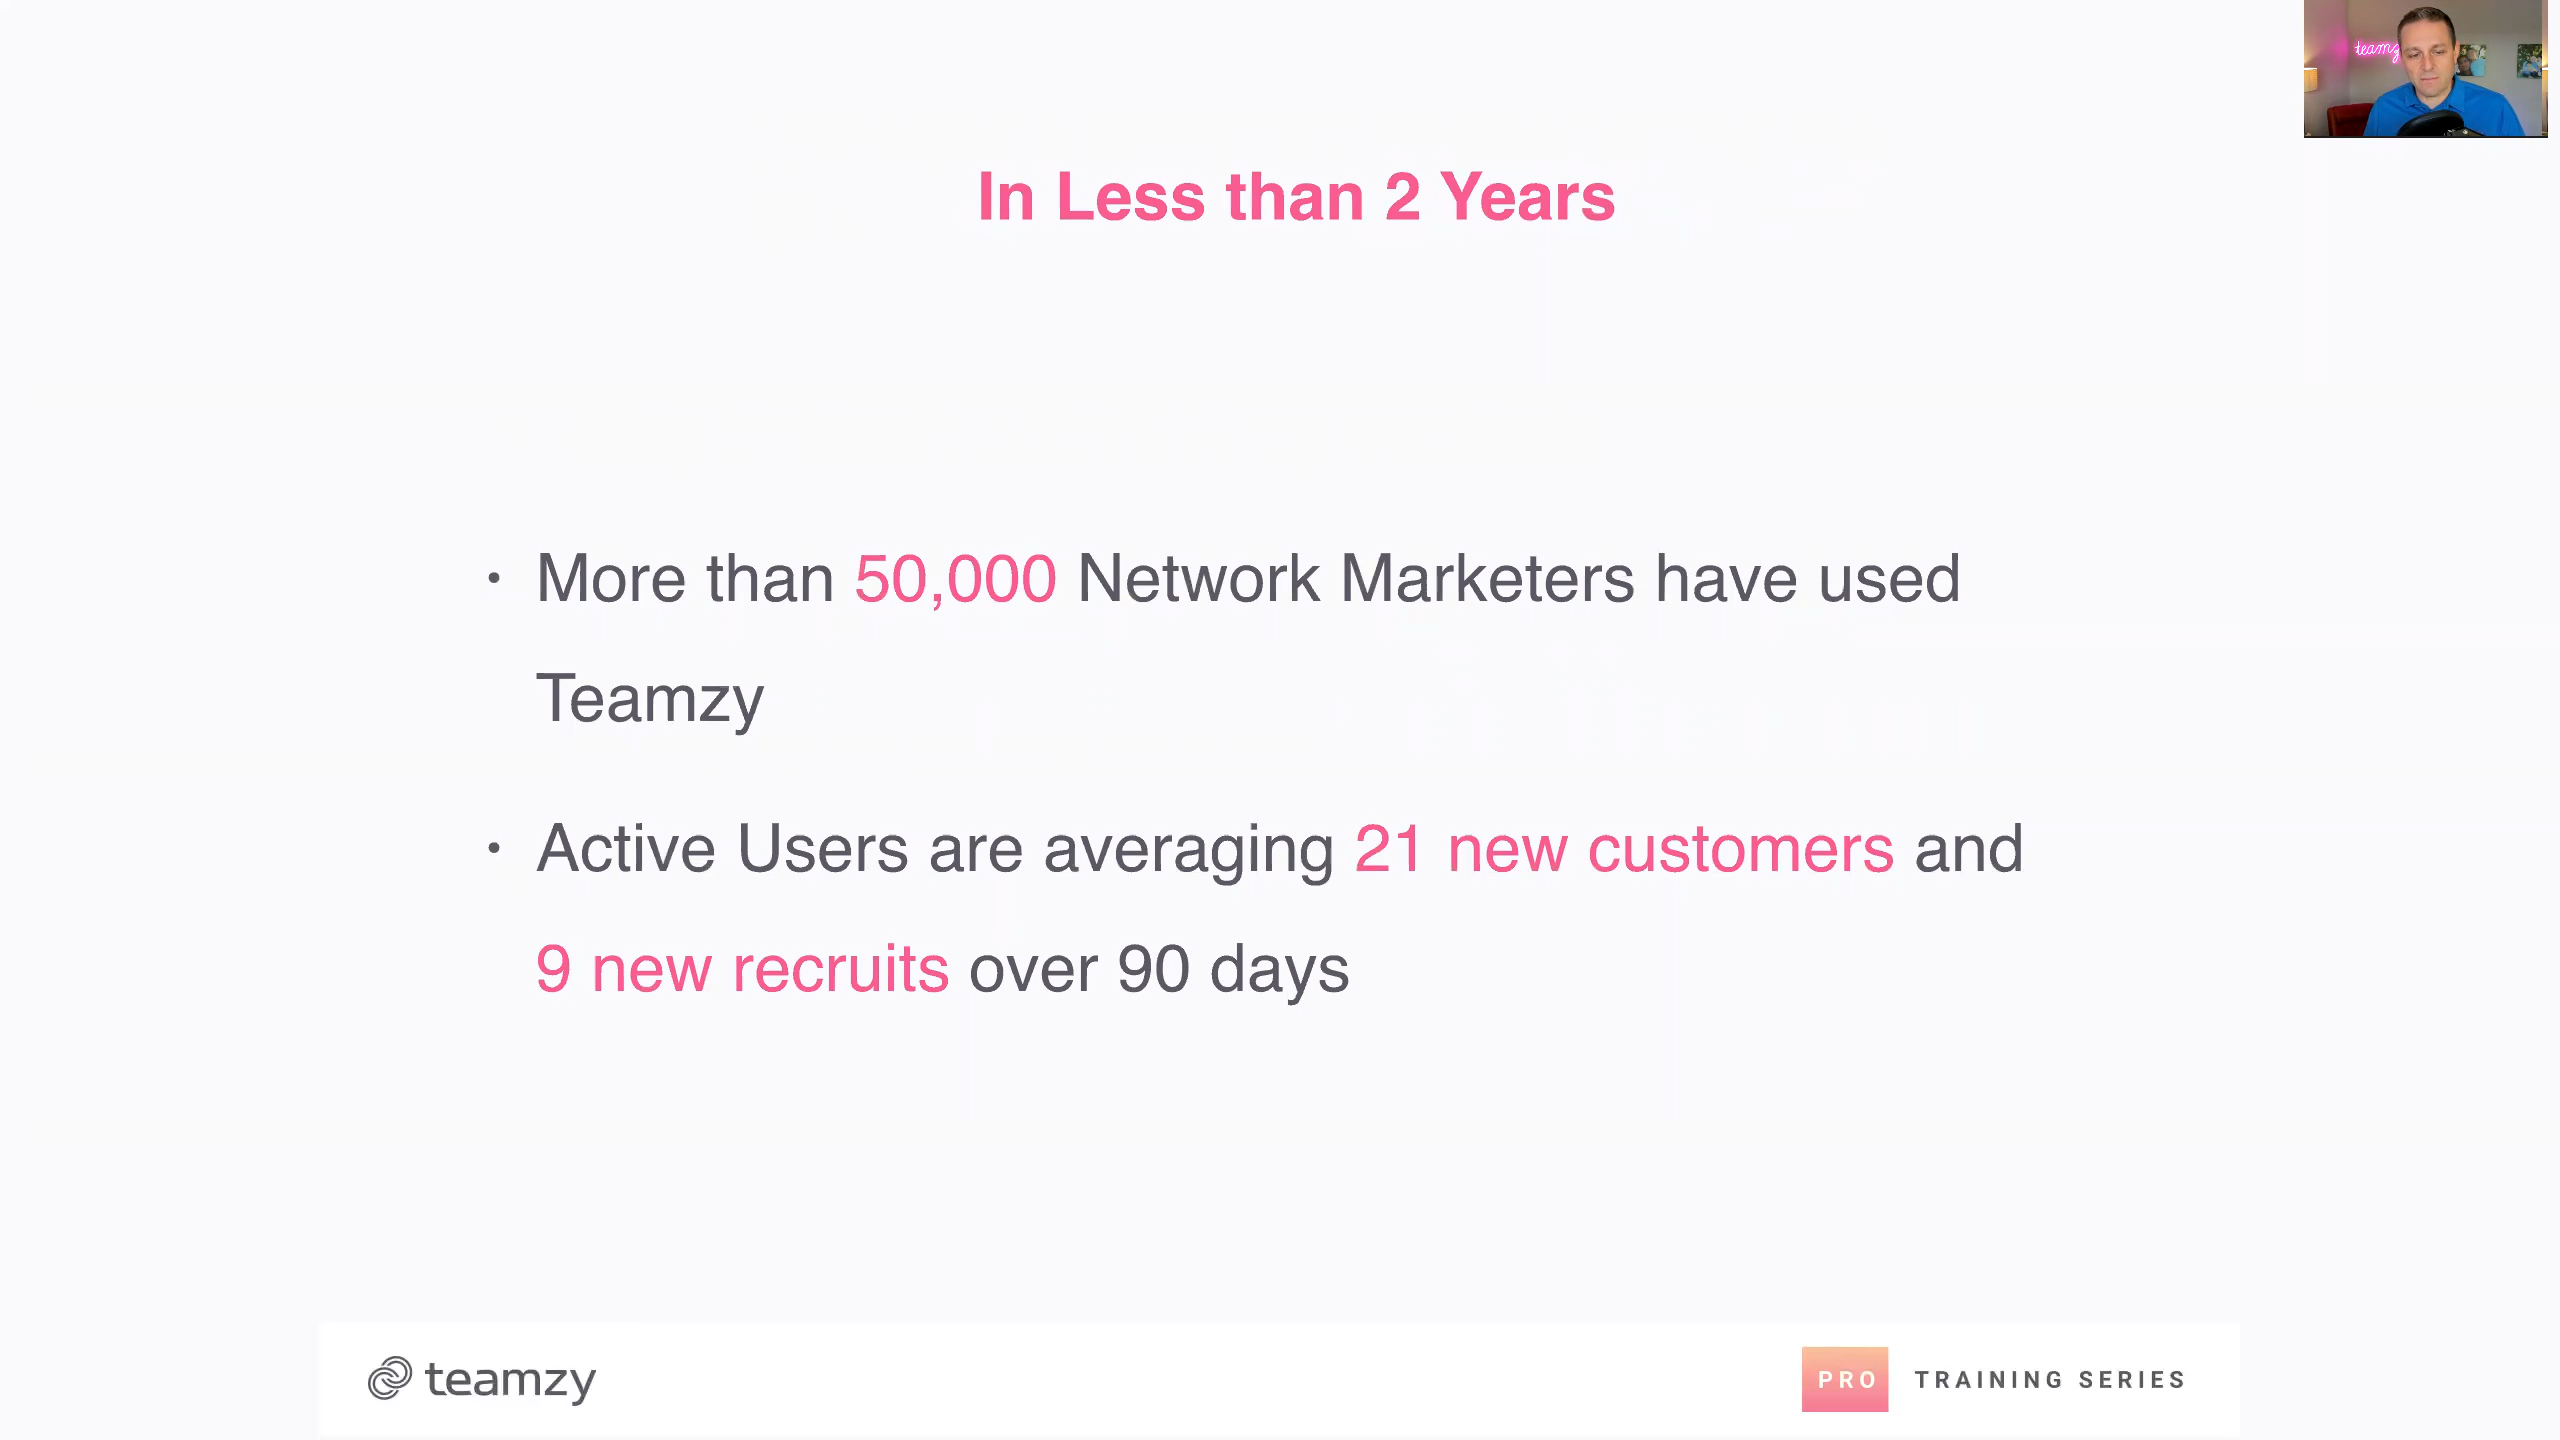 teamz
In Less than 2 Years
• More than 50,000 Network Marketers have used
Teamzy
• Active Users are averaging 21 new customers and
9 new recruits over 90 days
teamzy
PRO TRAINING SERIES